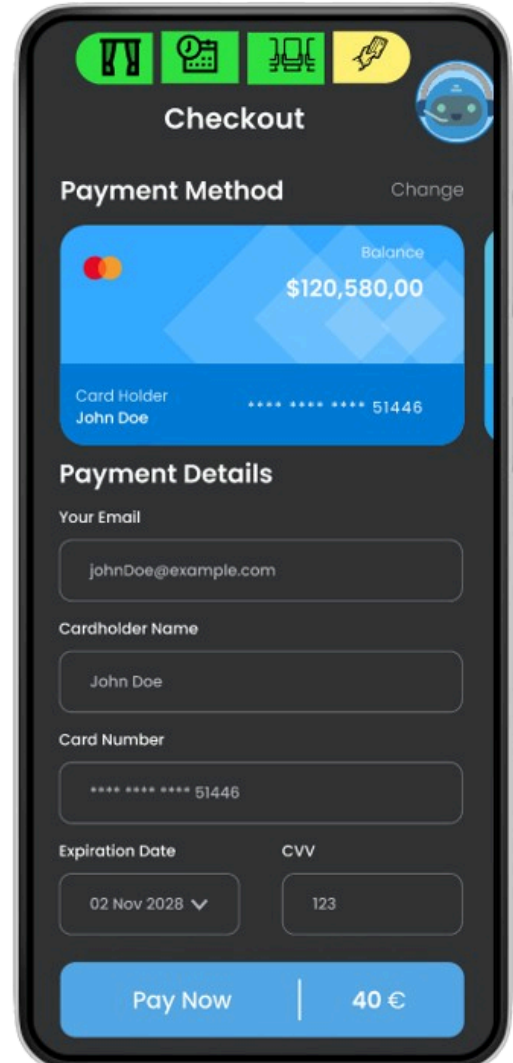 Checkout
Payment Method Change
Balance
$120,580,00
Card Holder
John Doe
**** **** **** 51446
Payment Details
Your Email
johnDoe@example.com
Cardholder Name
John Doe
Card Number
**** **** **** 51446
Expiration Date CVV
02 Nov 2028 123
Pay Now 40 €